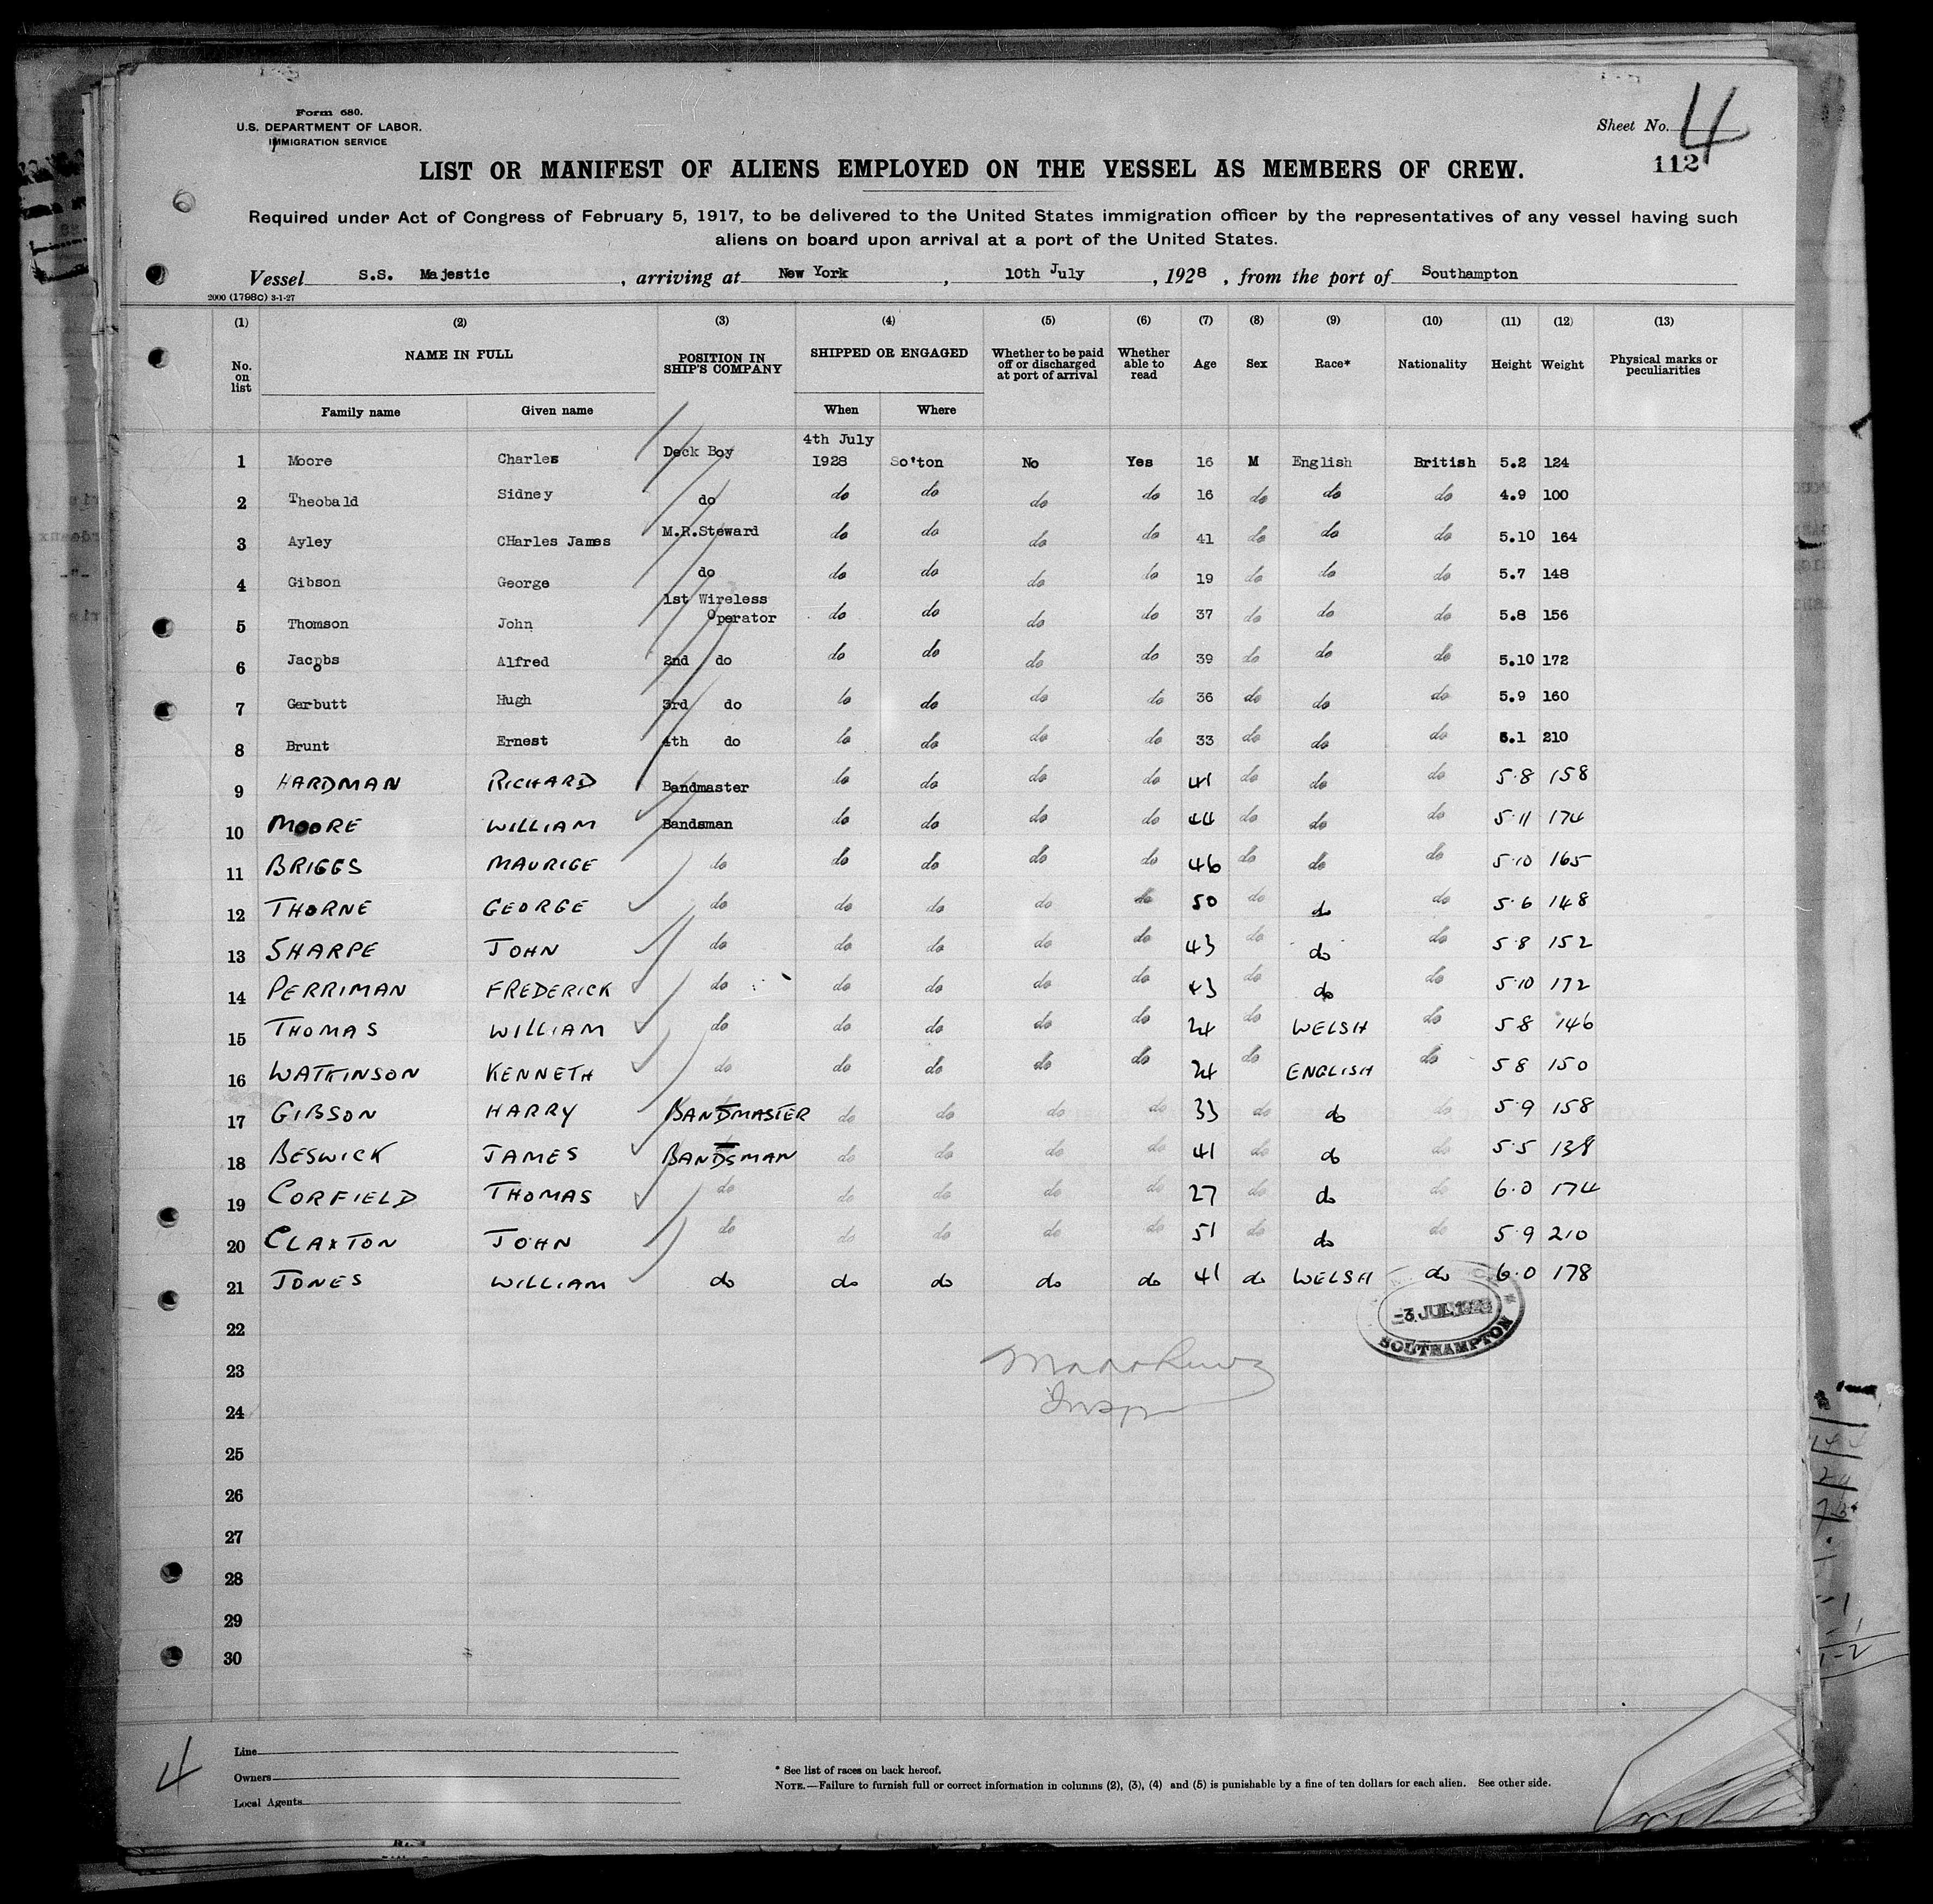 Form 680.
U.S. DEPARTMENT OF LABOR.
IMMIGRATION SERVICE
Sheet No. 4
112
LIST OR MANIFEST OF ALIENS EMPLOYED ON THE VESSEL AS MEMBERS OF CREW.
Required under Act of Congress of February 5, 1917, to be delivered to the United States immigration officer by the representatives of any vessel having such
aliens on board upon arrival at a port of the United States.
Vessel S.S. Majestic, arriving at New York, 10th July, 1928, from the port of Southampton
2000 (1798c) 3-1-27
(1) (2) (3) (4) (5) (6) (7) (8) (9) (10) (11) (12) (13)
No. on list NAME IN FULL POSITION IN SHIP'S COMPANY SHIPPED OR ENGAGED Whether to be paid off or discharged at port of arrival Whether able to read Age Sex Race* Nationality Height Weight Physical marks or peculiarities
Family name Given name When Where
1 Moore Charles Deck Boy 4th July 1928 So'ton No Yes 16 M English British 5.2 124
2 Theobald Sidney do do do do do 16 do do do 4.9 100
3 Ayley CHarles James M.R.Steward do do do do 41 do do do 5.10 164
4 Gibson George do do do do do 19 do do do 5.7 148
5 Thomson John 1st Wireless Operator do do do do 37 do do do 5.8 156
6 Jacobs Alfred 2nd do do do do do 39 do do do 5.10 172
7 Garbutt Hugh 3rd do do do do do 36 do do do 5.9 160
8 Brunt Ernest 4th do do do do do 33 do do do 6.1 210
9 HARDMAN RICHARD Bandmaster do do do do 41 do do do 5.8 158
10 MOORE WILLIAM Bandsman do do do do 44 do do do 5.11 174
11 BRIGGS MAURICE do do do do do 46 do do do 5.10 165
12 THORNE GEORGE do do do do do 50 do do do 5.6 148
13 SHARPE JOHN do do do do do 43 do do do 5.8 152
14 PERRIMAN FREDERICK do do do do do 43 do do do 5.10 172
15 THOMAS WILLIAM do do do do do 24 do WELSH do 5 8 146
16 WATKINSON KENNETH do do do do do 24 do ENGLISH do 5 8 150
17 GIBSON HARRY BANDMASTER do do do do 33 do do do 5.9 158
18 BESWICK JAMES BANDSMAN do do do do 41 do do do 5.5 138
19 CORFIELD THOMAS do do do do do 27 do do do 6.0 174
20 CLAXTON JOHN do do do do do 51 do do do 5.9 210
21 JONES WILLIAM do do do do do 41 do WELSH do 6.0 178
22
-3 JUL 1928
SOUTHAMPTON
23
24
25
26
27
28
29
30
4
Line
Owners
Local Agents
* See list of races on back hereof.
NOTE.—Failure to furnish full or correct information in columns (2), (3), (4) and (5) is punishable by a fine of ten dollars for each alien. See other side.